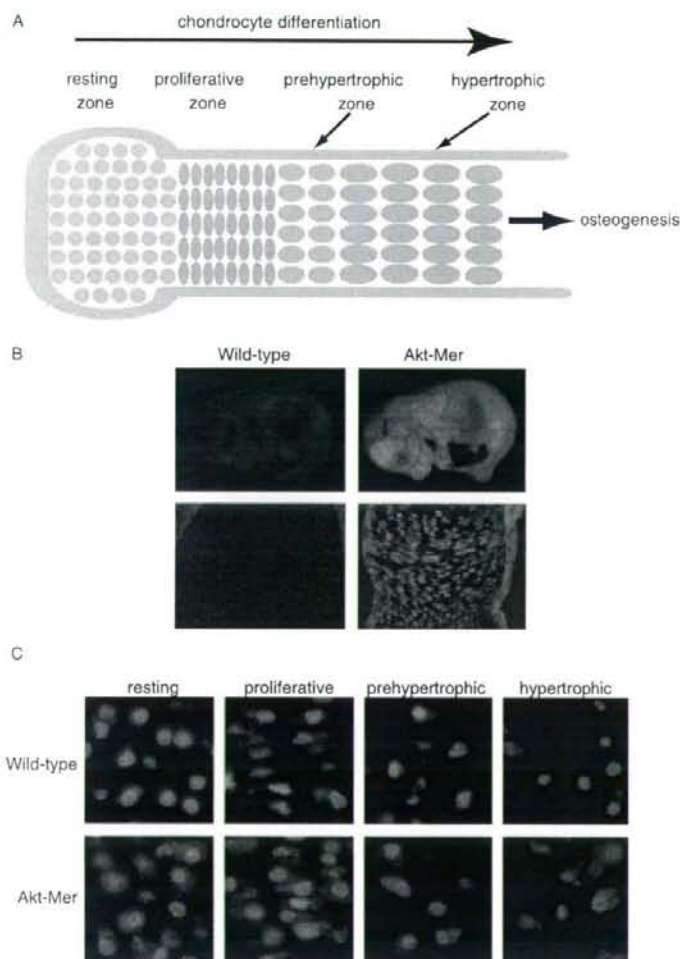 A
chondrocyte differentiation
resting zone
proliferative zone
prehypertrophic zone
hypertrophic zone
osteogenesis
B
Wild-type Akt-Mer
C
resting proliferative prehypertrophic hypertrophic
Wild-type
Akt-Mer